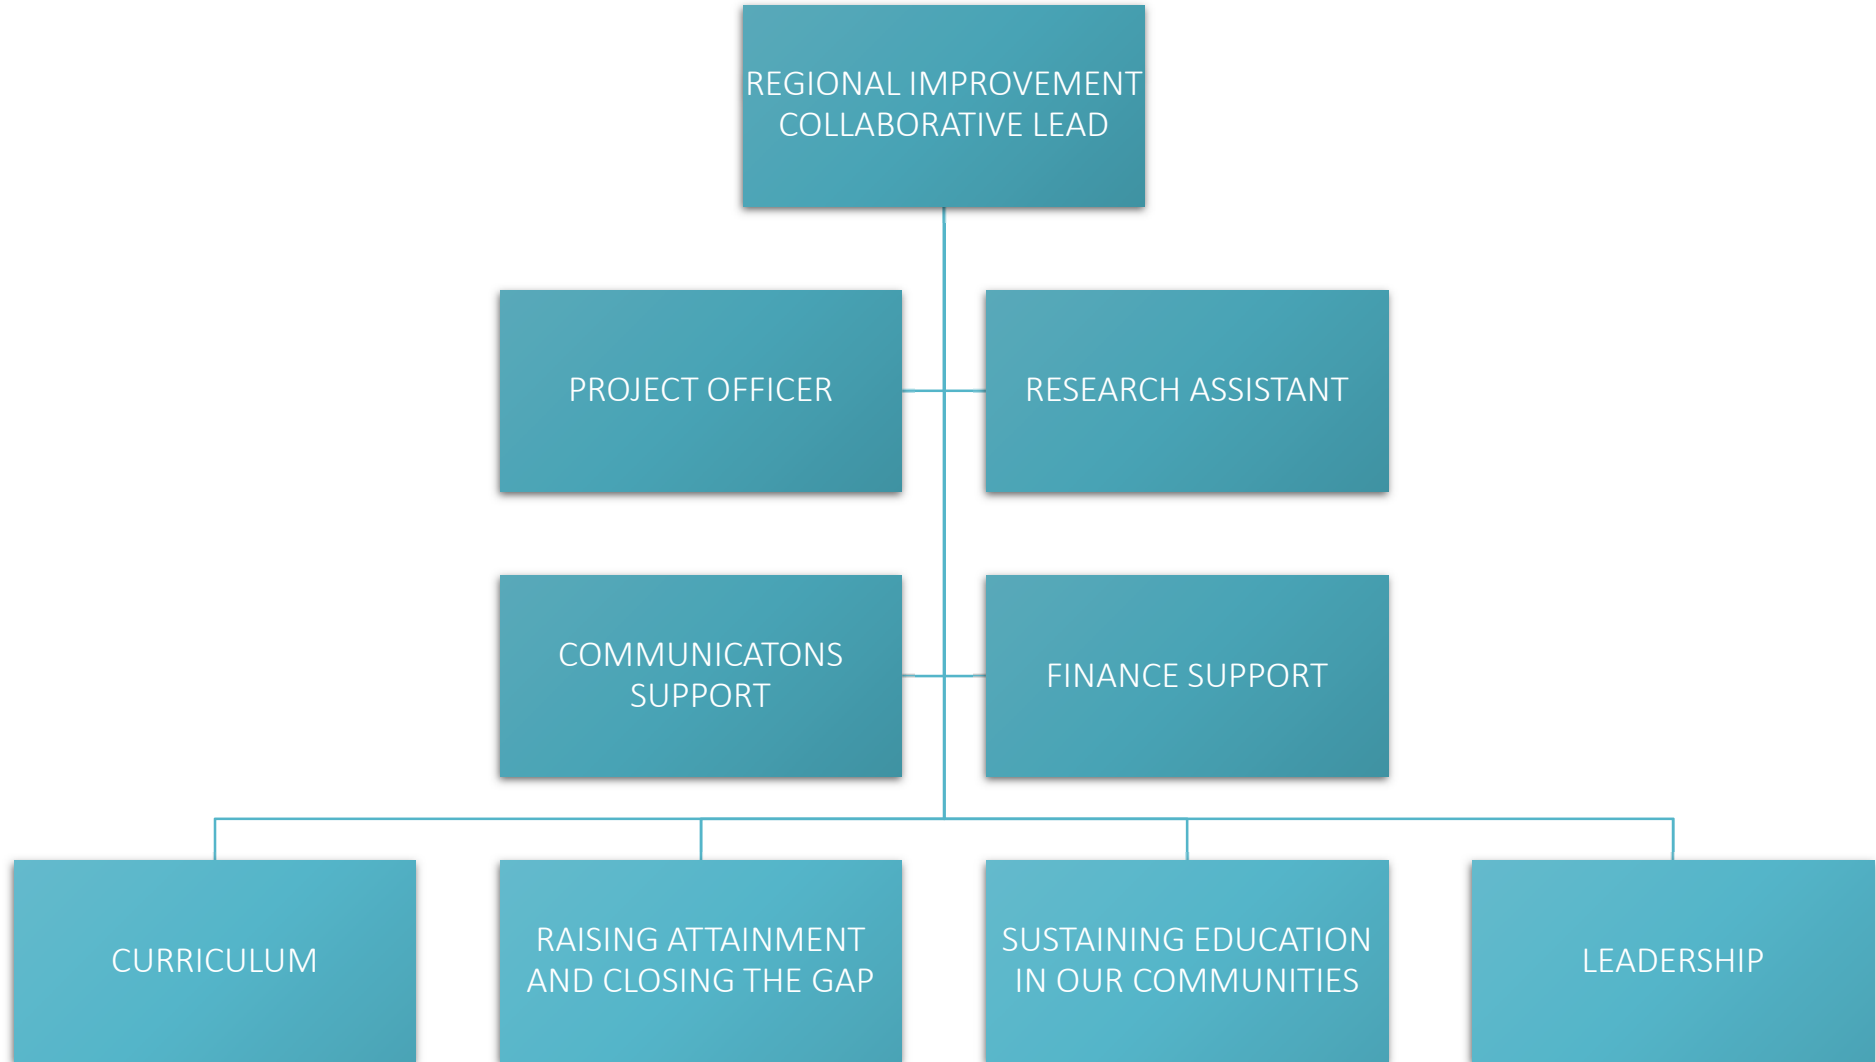 REGIONAL IMPROVEMENT
COLLABORATIVE LEAD
PROJECT OFFICER
RESEARCH ASSISTANT
COMMUNICATONS
SUPPORT
FINANCE SUPPORT
CURRICULUM
RAISING ATTAINMENT
AND CLOSING THE GAP
SUSTAINING EDUCATION
IN OUR COMMUNITIES
LEADERSHIP